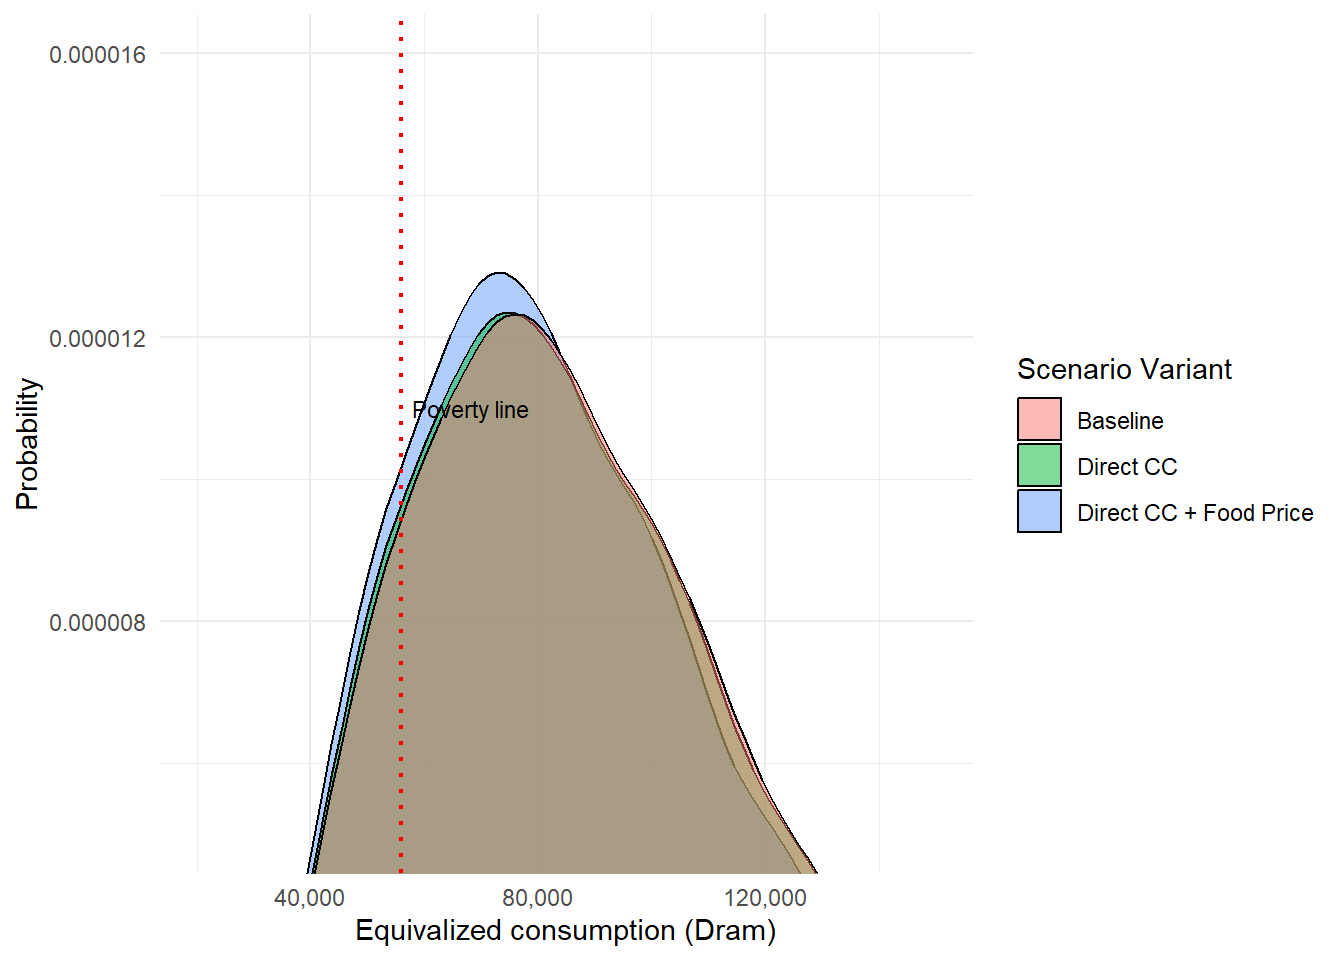 0.000016
0.000012
0.000008
Probability
Poverty line
40,000
80,000
120,000
Equivalized consumption (Dram)
Scenario Variant
Baseline
Direct CC
Direct CC + Food Price